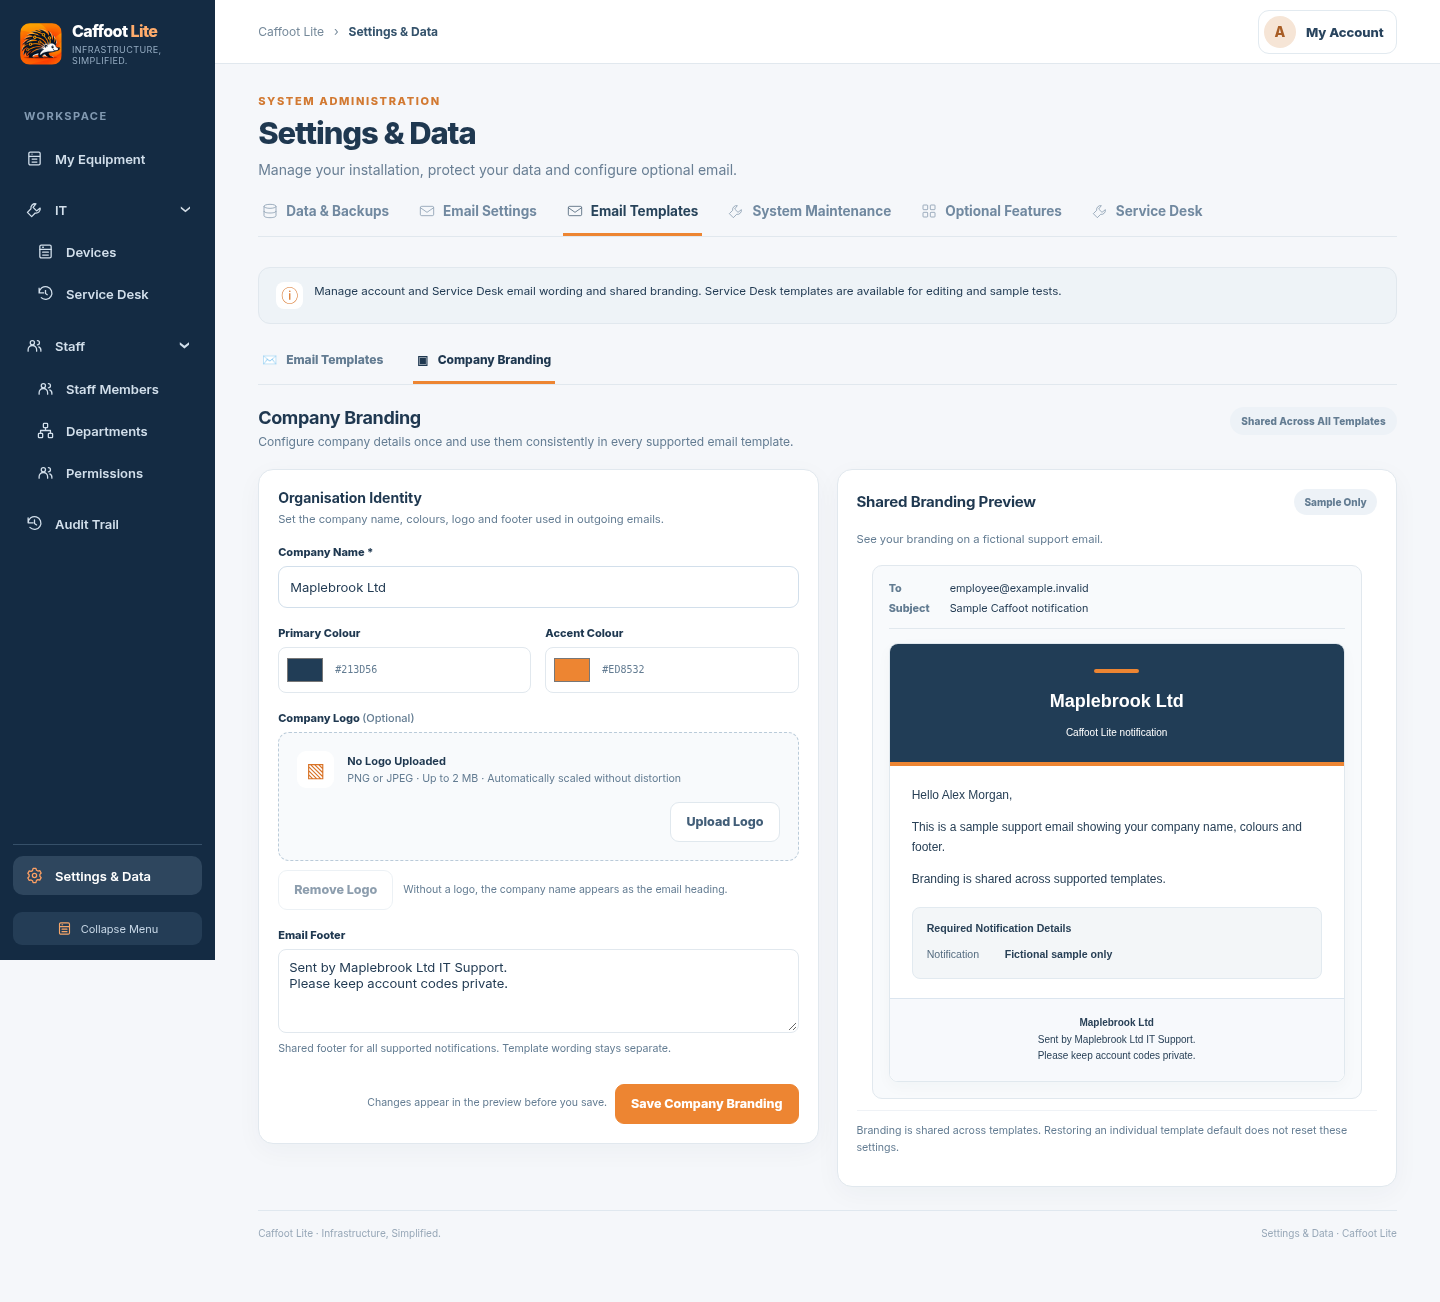 Caffoot Lite
INFRASTRUCTURE,
SIMPLIFIED.
WORKSPACE
My Equipment
IT
Devices
Service Desk
Staff
Staff Members
Departments
Permissions
Audit Trail
Settings & Data
Collapse Menu
Caffoot Lite › Settings & Data
A My Account
SYSTEM ADMINISTRATION
Settings & Data
Manage your installation, protect your data and configure optional email.
Data & Backups Email Settings Email Templates System Maintenance Optional Features Service Desk
Manage account and Service Desk email wording and shared branding. Service Desk templates are available for editing and sample tests.
Email Templates Company Branding
Company Branding
Shared Across All Templates
Configure company details once and use them consistently in every supported email template.
Organisation Identity
Set the company name, colours, logo and footer used in outgoing emails.
Company Name *
Maplebrook Ltd
Primary Colour Accent Colour
#213D56 #ED8532
Company Logo (Optional)
No Logo Uploaded
PNG or JPEG · Up to 2 MB · Automatically scaled without distortion
Upload Logo
Remove Logo Without a logo, the company name appears as the email heading.
Email Footer
Sent by Maplebrook Ltd IT Support.
Please keep account codes private.
Shared footer for all supported notifications. Template wording stays separate.
Changes appear in the preview before you save. Save Company Branding
Shared Branding Preview
Sample Only
See your branding on a fictional support email.
To employee@example.invalid
Subject Sample Caffoot notification
Maplebrook Ltd
Caffoot Lite notification
Hello Alex Morgan,
This is a sample support email showing your company name, colours and
footer.
Branding is shared across supported templates.
Required Notification Details
Notification Fictional sample only
Maplebrook Ltd
Sent by Maplebrook Ltd IT Support.
Please keep account codes private.
Branding is shared across templates. Restoring an individual template default does not reset these
settings.
Caffoot Lite · Infrastructure, Simplified.
Settings & Data · Caffoot Lite